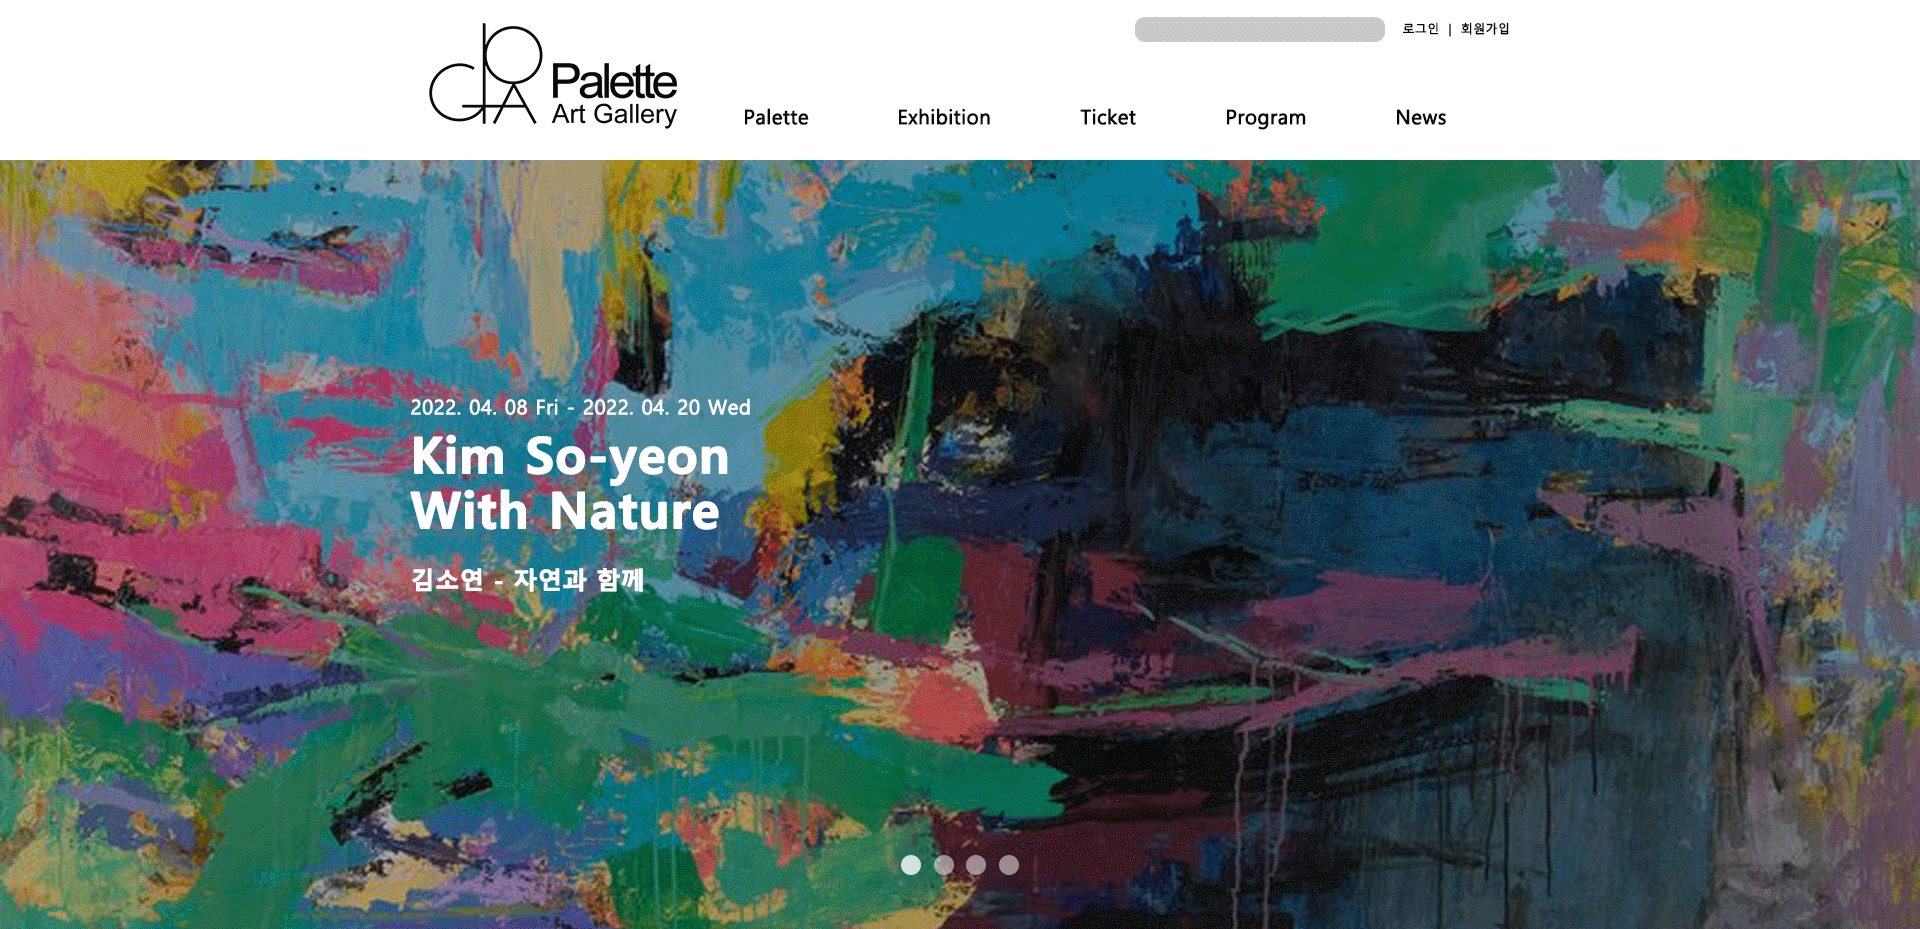 로그인 | 회원가입
Palette
Art Gallery
Palette Exhibition Ticket Program News
2022. 04. 08 Fri - 2022. 04. 20 Wed
Kim So-yeon
With Nature
김소연 - 자연과 함께